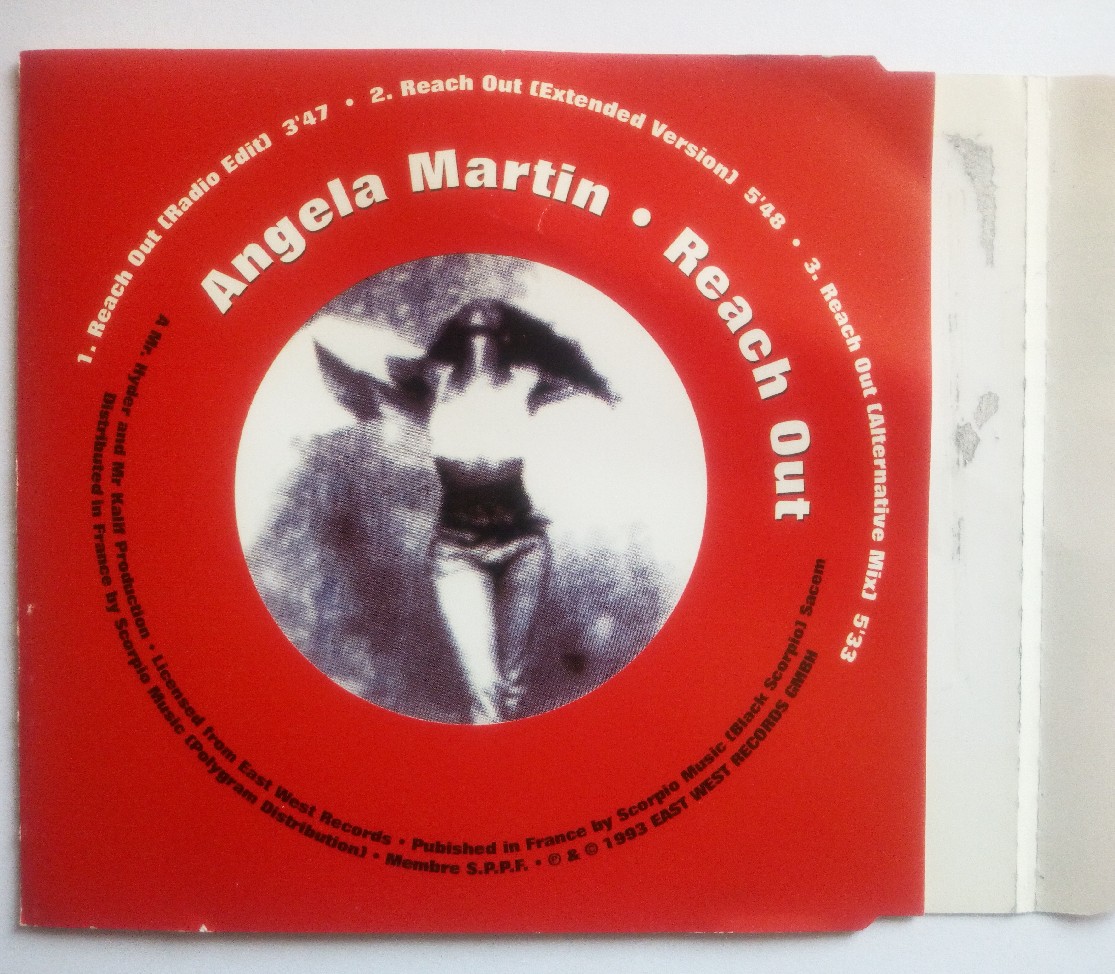 1. Reach Out (Radio Edit) 3'47 • 2. Reach Out (Extended Version) 5'48 • 3. Reach Out (Alternative Mix) 5'33
Angela Martin • Reach Out
A Mr. Ryder and Mr Kalif Production • Licensed from East West Records • Pubished in France by Scorpio Music (Black Scorpio) Sacem
Distributed in France by Scorpio Music (Polygram Distribution) • Membre S.P.P.F. • ℗ & © 1993 EAST WEST RECORDS GMBH